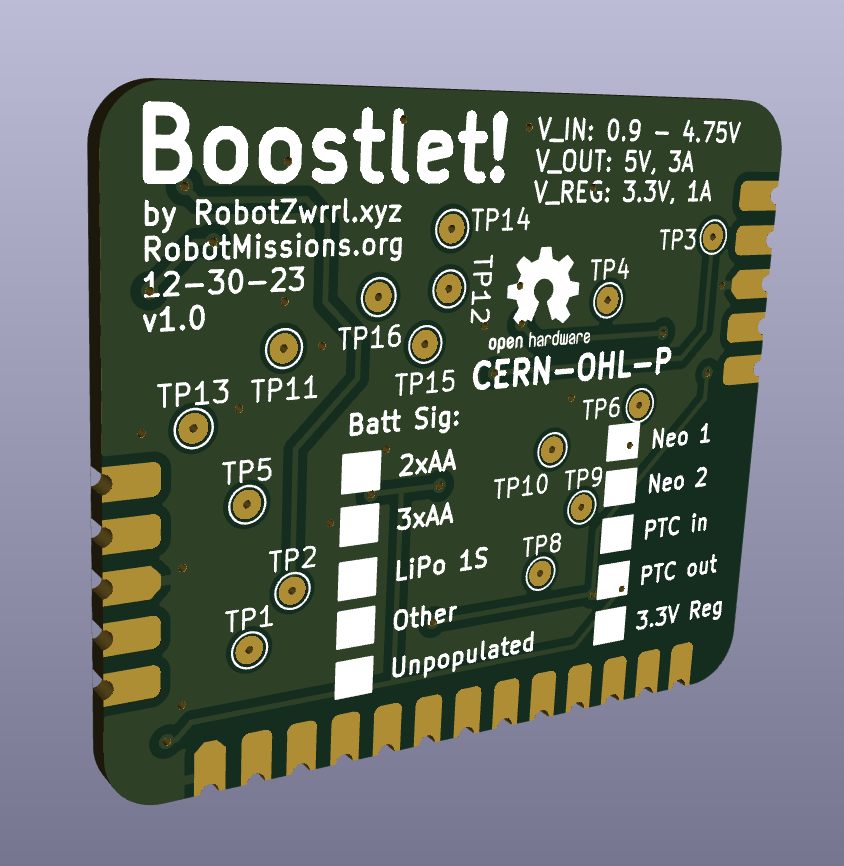 Boostlet!
by RobotZwrrl.xyz
RobotMissions.org
12-30-23
v1.0
V_IN: 0.9 - 4.75V
V_OUT: 5V, 3A
V_REG: 3.3V, 1A
TP14
TP3
TP12
TP4
TP16
open hardware
CERN-OHL-P
TP13
TP11
TP15
TP6
Batt Sig:
2xAA
3xAA
LiPo 1S
Other
Unpopulated
TP5
TP2
TP1
TP10
TP9
TP8
Neo 1
Neo 2
PTC in
PTC out
3.3V Reg